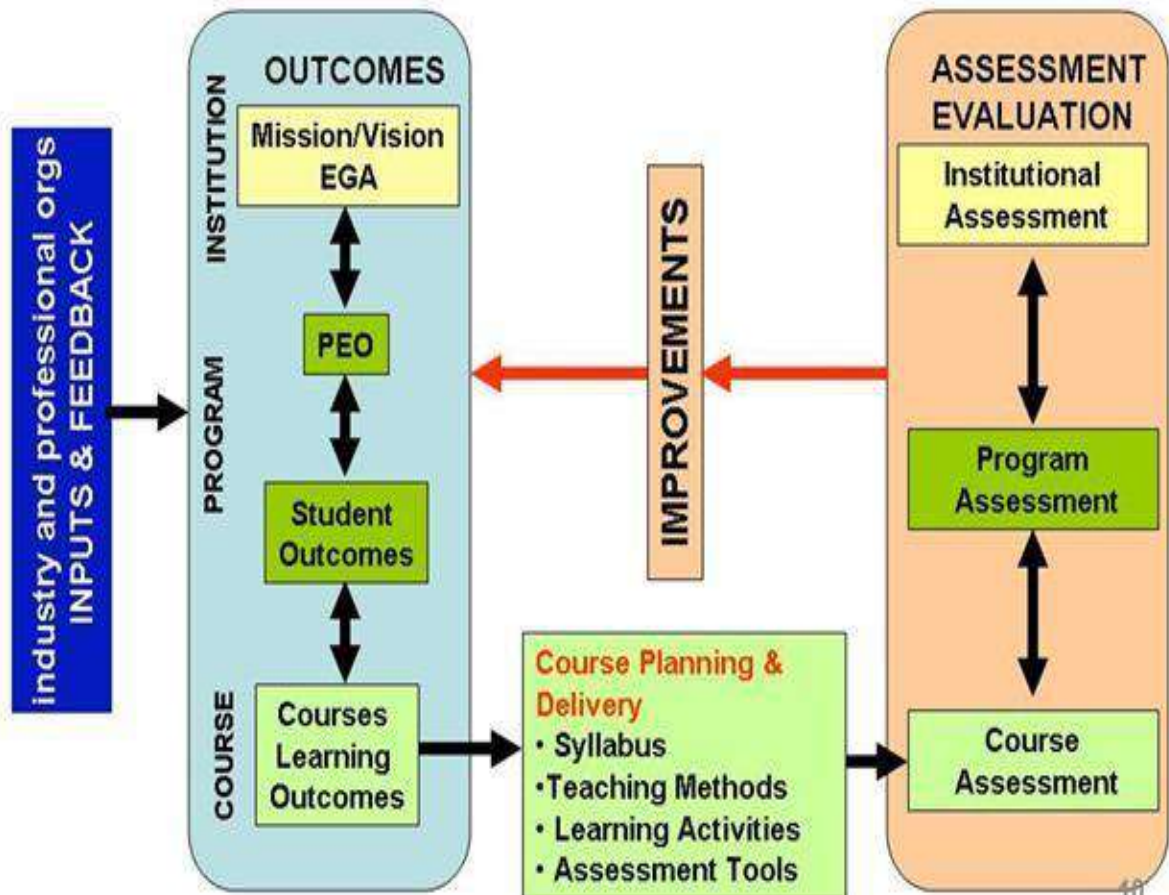 industry and professional orgs
INPUTS & FEEDBACK
OUTCOMES
INSTITUTION
Mission/Vision
EGA
PROGRAM
PEO
Student
Outcomes
COURSE
Courses
Learning
Outcomes
Course Planning &
Delivery
• Syllabus
•Teaching Methods
• Learning Activities
• Assessment Tools
IMPROVEMENTS
ASSESSMENT
EVALUATION
Institutional
Assessment
Program
Assessment
Course
Assessment